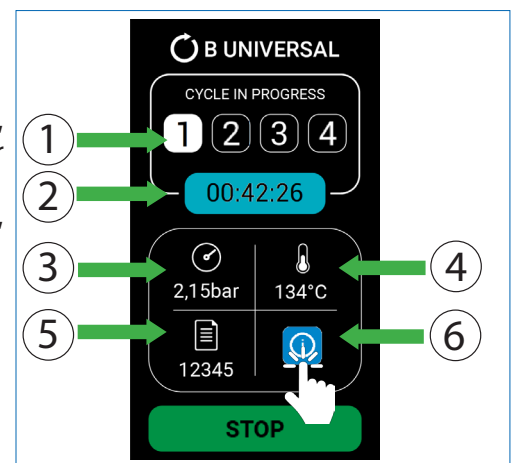 B UNIVERSAL
CYCLE IN PROGRESS
1 2 3 4
1
00:42:26
2
3
2,15bar
134°C
4
5
12345
6
STOP